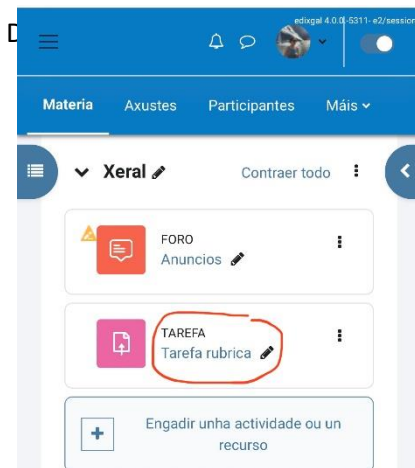 D
edixgal 4.0.0 -5311- e2/session
Materia Axustes Participantes Máis
Xeral Contraer todo
FORO
Anuncios
TAREFA
Tarefa rubrica
Engadir unha actividade ou un
recurso